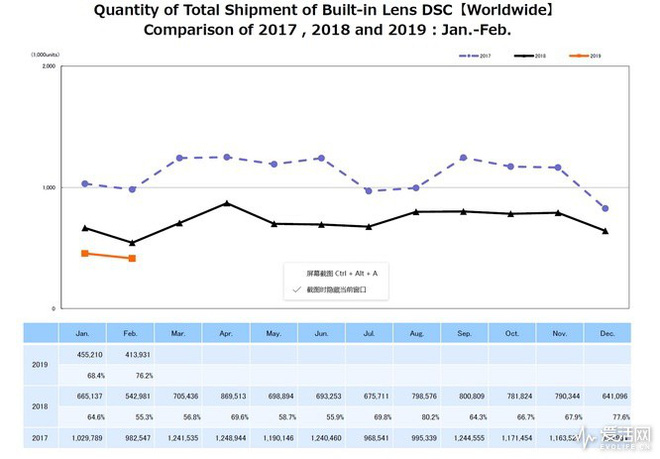 Quantity of Total Shipment of Built-in Lens DSC【Worldwide】
Comparison of 2017 , 2018 and 2019 : Jan.-Feb.
(1,000units)
2017 2018 2019
2,000
1,000
0
屏幕截图 Ctrl + Alt + A
截图时隐藏当前窗口
Jan. Feb. Mar. Apr. May. Jun. Jul. Aug. Sep. Oct. Nov. Dec.
2019 455,210 413,931
68.4% 76.2%
2018 665,137 542,981 705,436 869,513 698,894 693,253 675,711 798,576 800,809 781,824 790,344 641,096
64.6% 55.3% 56.8% 69.6% 58.7% 55.9% 69.8% 80.2% 64.3% 66.7% 67.9% 77.6%
2017 1,029,789 982,547 1,241,535 1,248,944 1,190,146 1,240,460 968,541 995,339 1,244,555 1,171,454
爱活网
EVOLIFE.CN